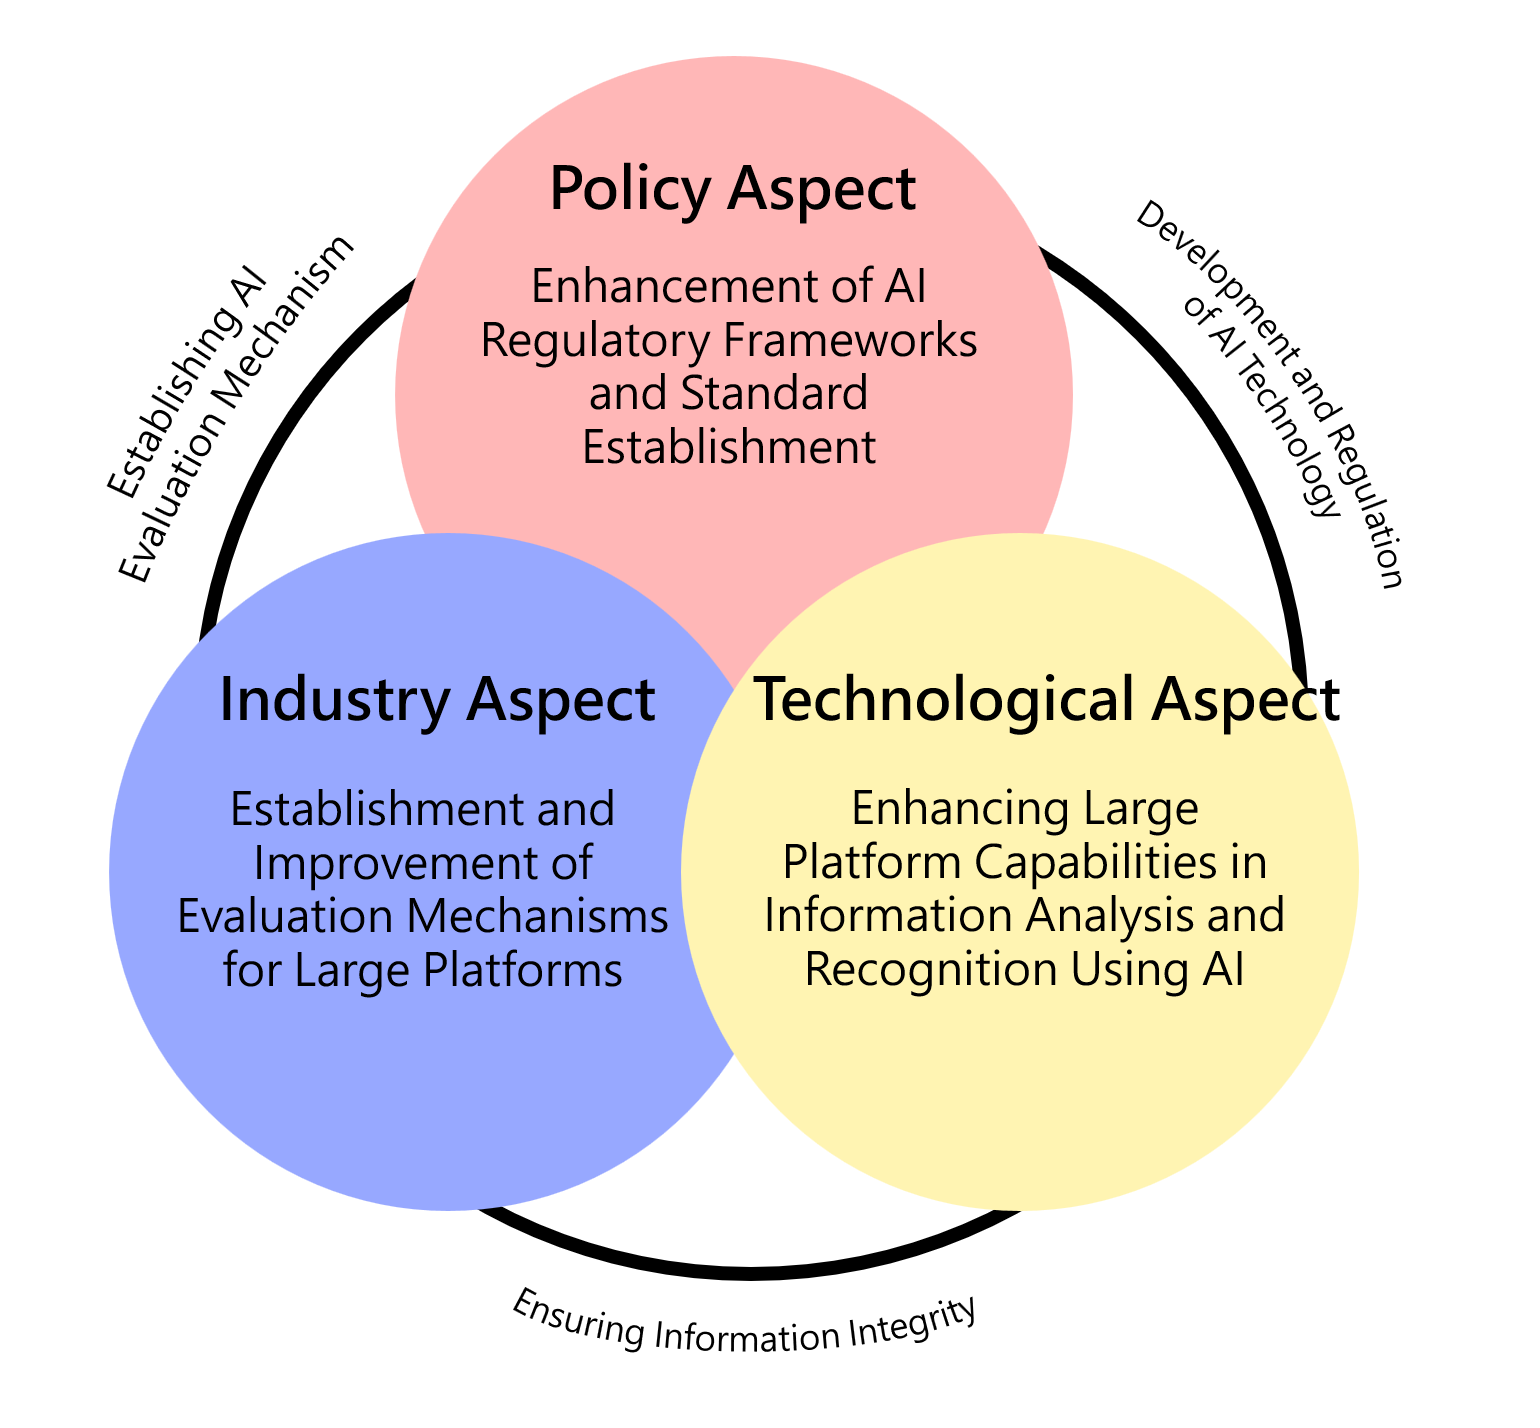 Policy Aspect
Enhancement of AI
Regulatory Frameworks
and Standard
Establishment
Establishing AI
Evaluation Mechanism
Development and Regulation
of AI Technology
Industry Aspect
Establishment and
Improvement of
Evaluation Mechanisms
for Large Platforms
Technological Aspect
Enhancing Large
Platform Capabilities in
Information Analysis and
Recognition Using AI
Ensuring Information Integrity